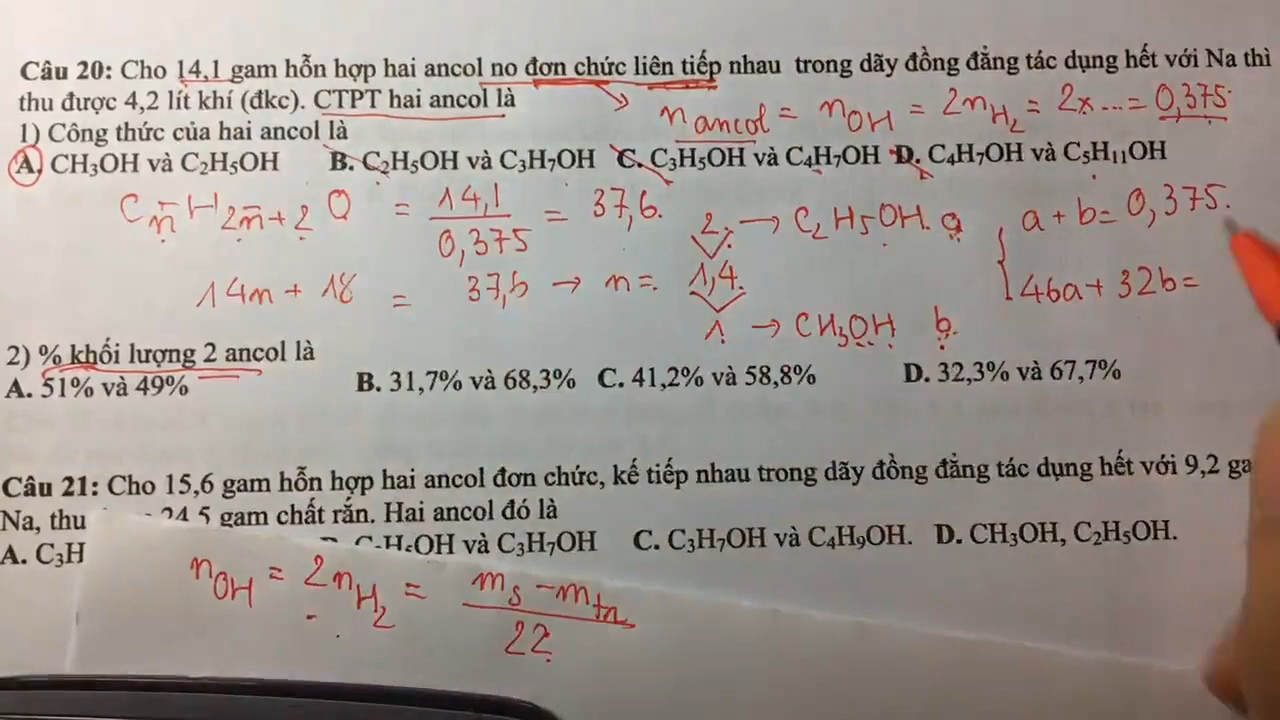 Câu 20: Cho 14,1 gam hỗn hợp hai ancol no đơn chức liên tiếp nhau trong dãy đồng đẳng tác dụng hết với Na thì
thu được 4,2 lít khí (đkc). CTPT hai ancol là
n ancol = nOH = 2nH2 = 2x ... = 0,375.
1) Công thức của hai ancol là
A. CH3OH và C2H5OH B. C2H5OH và C3H7OH C. C3H5OH và C4H7OH D. C4H7OH và C5H11OH
Cn̄H2n̄+2O = 14,1 / 0,375 = 37,6.
2. → C2H5OH. a
a + b = 0,375.
14n + 18 = 37,6 → n = 1,4.
46a + 32b =
1 → CH3OH b.
2) % khối lượng 2 ancol là
A. 51% và 49% B. 31,7% và 68,3% C. 41,2% và 58,8% D. 32,3% và 67,7%
Câu 21: Cho 15,6 gam hỗn hợp hai ancol đơn chức, kế tiếp nhau trong dãy đồng đẳng tác dụng hết với 9,2 ga
Na, thu 24,5 gam chất rắn. Hai ancol đó là
A. C3H C2H5OH và C3H7OH C. C3H7OH và C4H9OH. D. CH3OH, C2H5OH.
nOH = 2nH2 = ms - mtn / 22